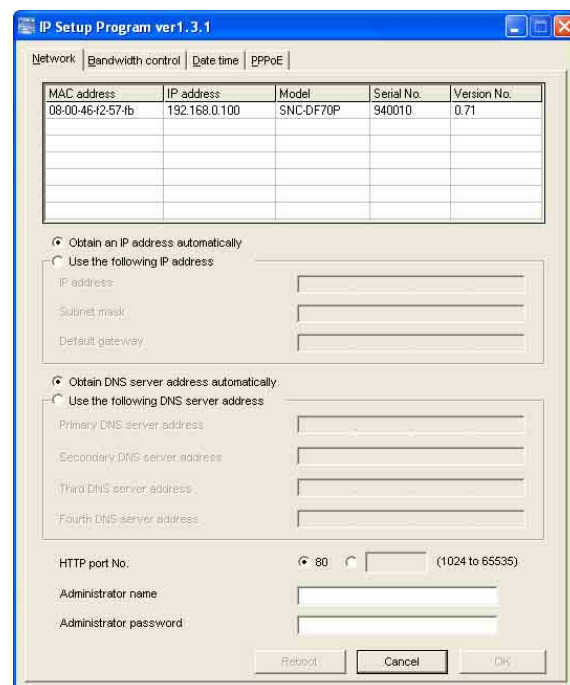 IP Setup Program ver1.3.1
Network Bandwidth control Date time PPPoE
MAC address IP address Model Serial No. Version No.
08-00-46-f2-57-fb 192.168.0.100 SNC-DF70P 940010 0.71
Obtain an IP address automatically
Use the following IP address
IP address
Subnet mask
Default gateway
Obtain DNS server address automatically
Use the following DNS server address
Primary DNS server address
Secondary DNS server address
Third DNS server address
Fourth DNS server address
HTTP port No. 80 (1024 to 65535)
Administrator name
Administrator password
Reboot Cancel OK